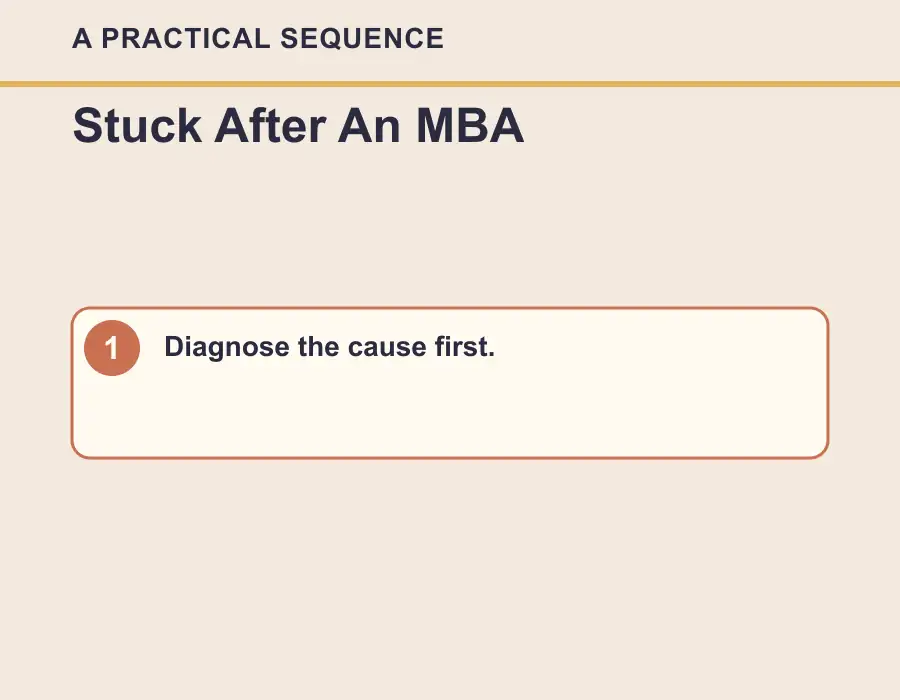 A PRACTICAL SEQUENCE
Stuck After An MBA
1 Diagnose the cause first.